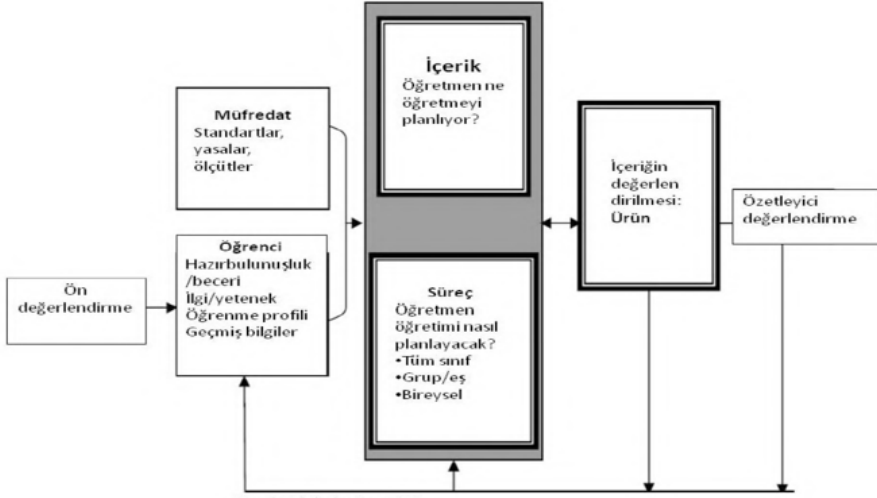 Ön
değerlendirme
Müfredat
Standartlar,
yasalar,
ölçütler
Öğrenci
Hazırbulunuşluk
/beceri
İlgi/yetenek
Öğrenme profili
Geçmiş bilgiler
İçerik
Öğretmen ne
öğretmeyi
planlıyor?
Süreç
Öğretmen
öğretimi nasıl
planlayacak?
•Tüm sınıf
•Grup/eş
•Bireysel
İçeriğin
değerlen
dirilmesi:
Ürün
Özetleyici
değerlendirme